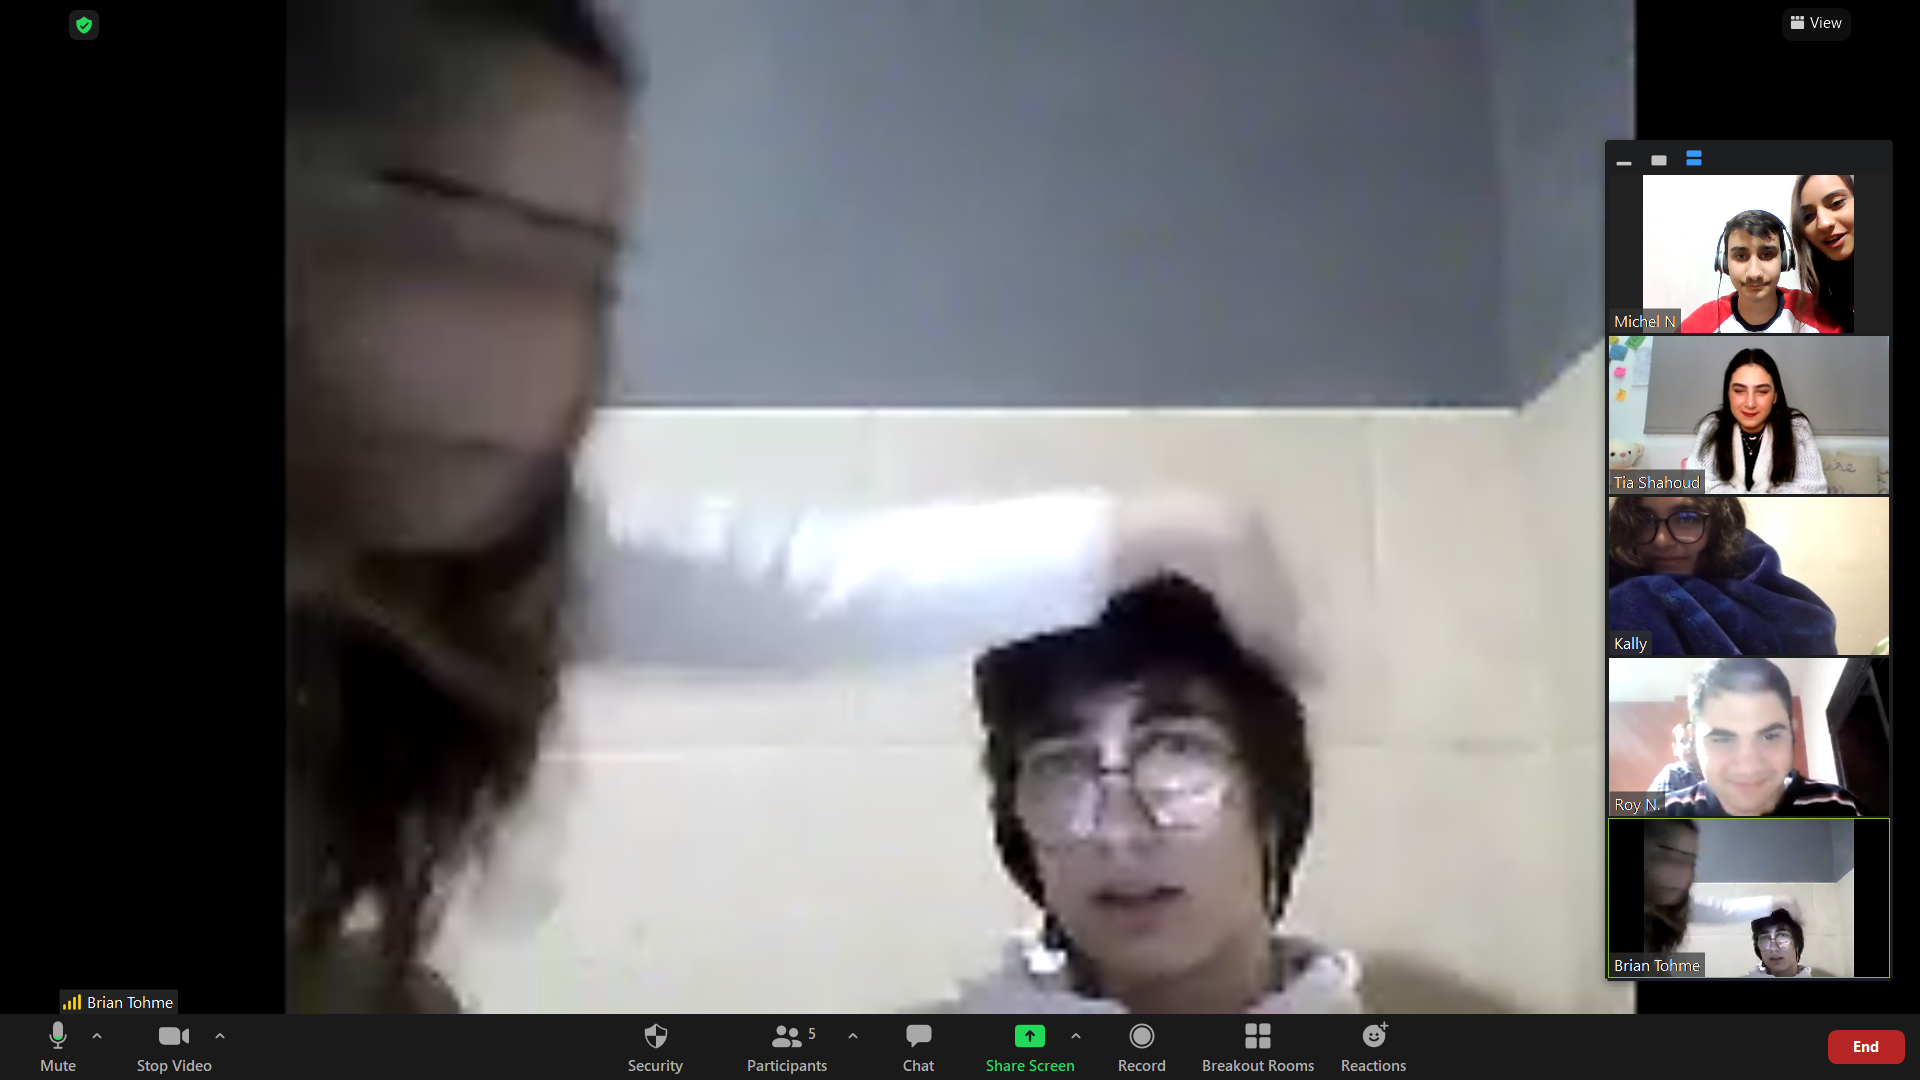 View
Michel N
Tia Shahoud
Kally
Roy N.
Brian Tohme
Brian Tohme
Mute
Stop Video
Security
Participants
5
Chat
Share Screen
Record
Breakout Rooms
Reactions
End